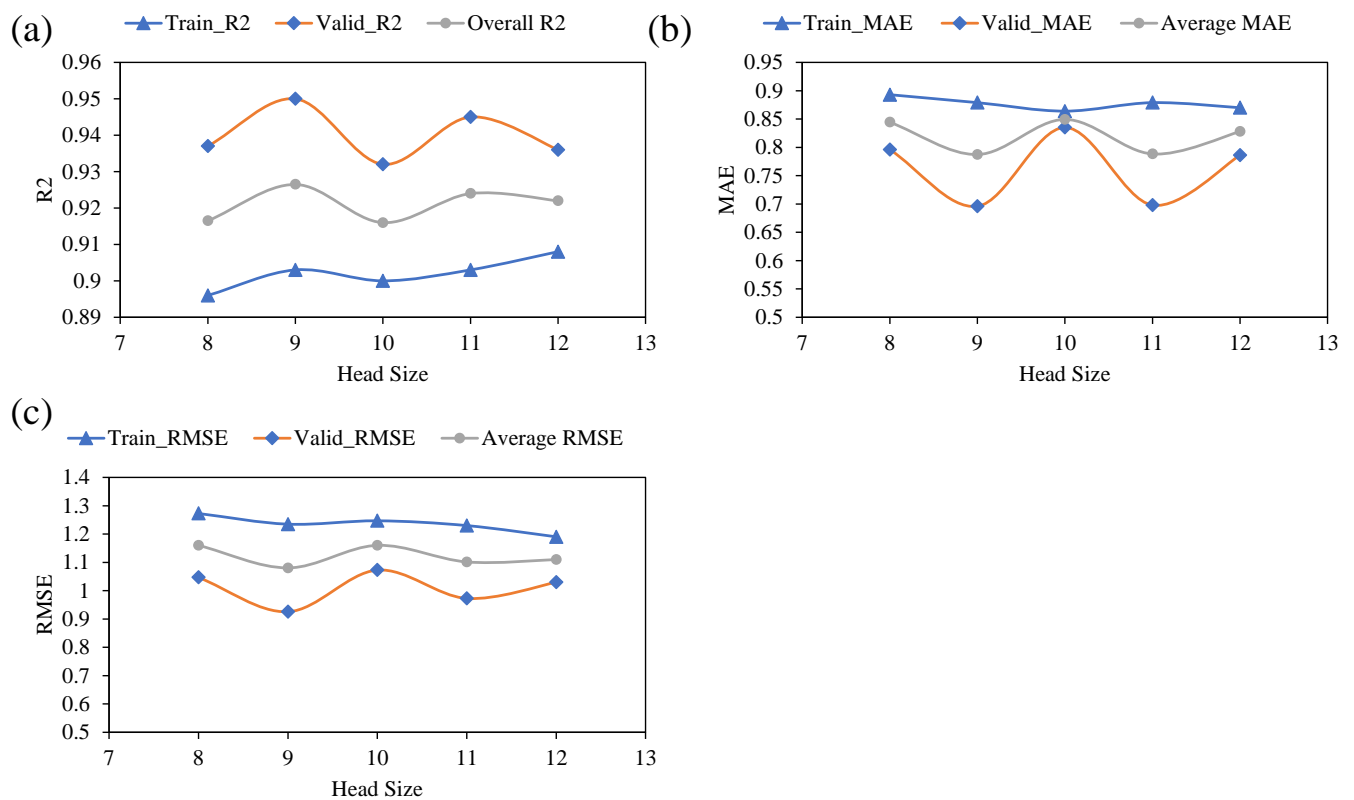 (a)
Train_R2 Valid_R2 Overall R2
0.96
0.95
0.94
0.93
0.92
0.91
0.9
0.89
R2
7 8 9 10 11 12 13
Head Size
(b)
Train_MAE Valid_MAE Average MAE
0.95
0.9
0.85
0.8
0.75
0.7
0.65
0.6
0.55
0.5
MAE
7 8 9 10 11 12 13
Head Size
(c)
Train_RMSE Valid_RMSE Average RMSE
1.4
1.3
1.2
1.1
1
0.9
0.8
0.7
0.6
0.5
RMSE
7 8 9 10 11 12 13
Head Size